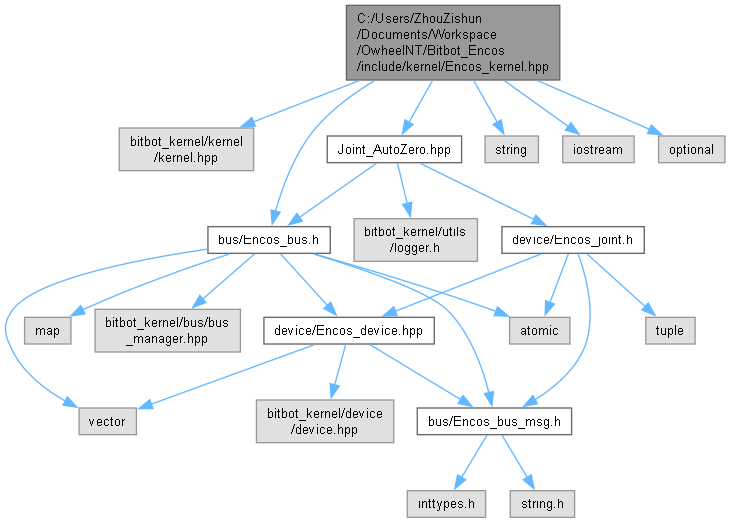 C:/Users/ZhouZishun
/Documents/Workspace
/OwheelNT/Bitbot_Encos
/include/kernel/Encos_kernel.hpp
bitbot_kernel/kernel
/kernel.hpp
Joint_AutoZero.hpp
string
iostream
optional
bus/Encos_bus.h
bitbot_kernel/utils
/logger.h
device/Encos_joint.h
map
bitbot_kernel/bus/bus
_manager.hpp
device/Encos_device.hpp
atomic
tuple
vector
bitbot_kernel/device
/device.hpp
bus/Encos_bus_msg.h
inttypes.h
string.h